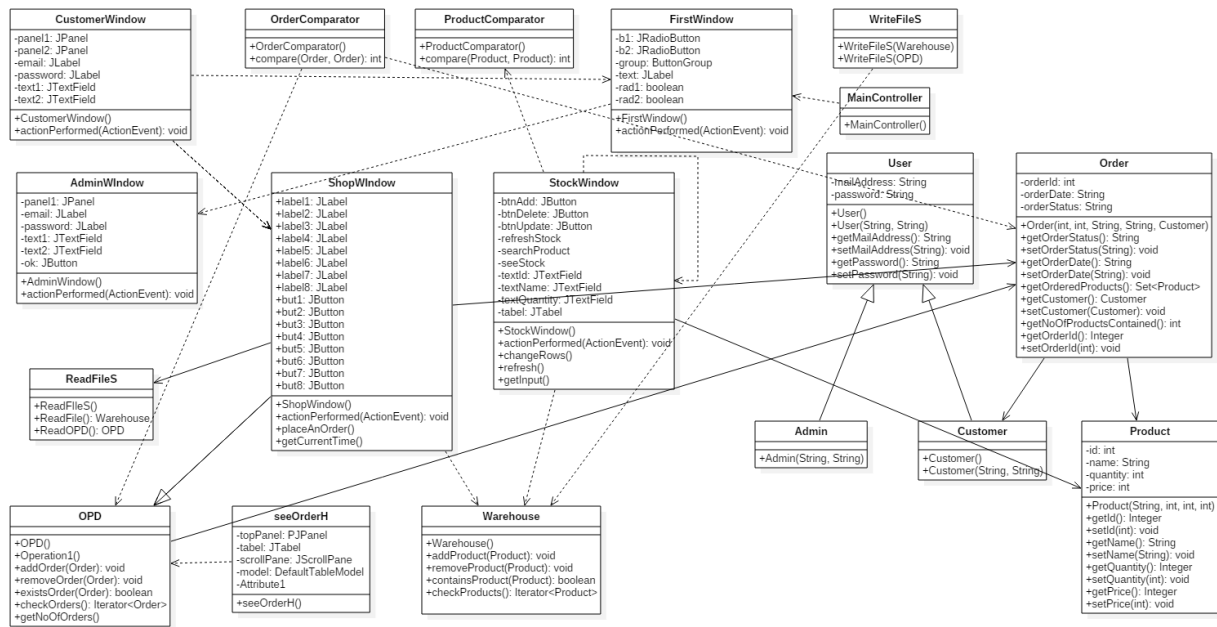 CustomerWindow
-panel1: JPanel
-panel2: JPanel
-email: JLabel
-password: JLabel
-text1: JTextField
-text2: JTextField
+CustomerWindow()
+actionPerformed(ActionEvent): void
OrderComparator
+OrderComparator()
+compare(Order, Order): int
ProductComparator
+ProductComparator()
+compare(Product, Product): int
FirstWindow
-b1: JRadioButton
-b2: JRadioButton
-group: ButtonGroup
-text: JLabel
-rad1: boolean
-rad2: boolean
+FirstWindow()
+actionPerformed(ActionEvent): void
WriteFileS
+WriteFileS(Warehouse)
+WriteFileS(OPD)
MainController
+MainController()
AdminWIndow
-panel1: JPanel
-email: JLabel
-password: JLabel
-text1: JTextField
-text2: JTextField
-ok: JButton
+AdminWindow()
+actionPerformed(ActionEvent): void
ShopWIndow
+label1: JLabel
+label2: JLabel
+label3: JLabel
+label4: JLabel
+label5: JLabel
+label6: JLabel
+label7: JLabel
+label8: JLabel
+but1: JButton
+but2: JButton
+but3: JButton
+but4: JButton
+but5: JButton
+but6: JButton
+but7: JButton
+but8: JButton
+ShopWindow()
+actionPerformed(ActionEvent): void
+placeAnOrder()
+getCurrentTime()
StockWindow
-btnAdd: JButton
-btnDelete: JButton
-btnUpdate: JButton
-refreshStock
-searchProduct
-seeStock
-textId: JTextField
-textName: JTextField
-textQuantity: JTextField
-tabel: JTabel
+StockWindow()
+actionPerformed(ActionEvent): void
+changeRows()
+refresh()
+getInput()
User
-mailAddress: String
-password: String
+User()
+User(String, String)
+getMailAddress(): String
+setMailAddress(String): void
+getPassword(): String
+setPassword(String): void
Order
-orderId: int
-orderDate: String
-orderStatus: String
+Order(int, int, String, String, Customer)
+getOrderStatus(): String
+setOrderStatus(String): void
+getOrderDate(): String
+setOrderDate(String): void
+getOrderedProducts(): Set<Product>
+getCustomer(): Customer
+setCustomer(Customer): void
+getNoOfProductsContained(): int
+getOrderId(): Integer
+setOrderId(int): void
ReadFileS
+ReadFIleS()
+ReadFile(): Warehouse
+ReadOPD(): OPD
Admin
+Admin(String, String)
Customer
+Customer()
+Customer(String, String)
Product
-id: int
-name: String
-quantity: int
-price: int
+Product(String, int, int, int)
+getId(): Integer
+setId(int): void
+getName(): String
+setName(String): void
+getQuantity(): Integer
+setQuantity(int): void
+getPrice(): Integer
+setPrice(int): void
OPD
+OPD()
+Operation1()
+addOrder(Order): void
+removeOrder(Order): void
+existsOrder(Order): boolean
+checkOrders(): Iterator<Order>
+getNoOfOrders()
seeOrderH
-topPanel: PJPanel
-tabel: JTabel
-scrollPane: JScrollPane
-model: DefaultTableModel
-Attribute1
+seeOrderH()
Warehouse
+Warehouse()
+addProduct(Product): void
+removeProduct(Product): void
+containsProduct(Product): boolean
+checkProducts(): Iterator<Product>